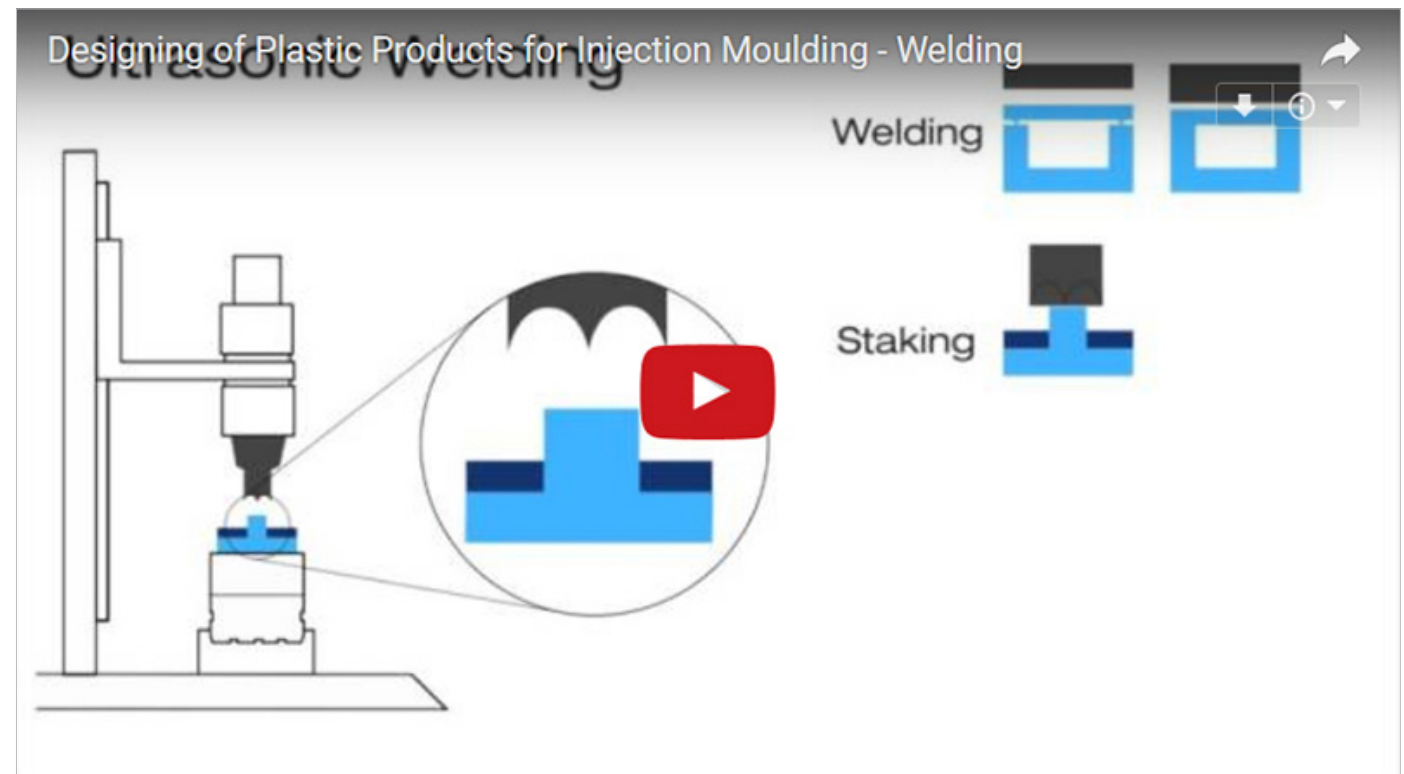 Designing of Plastic Products for Injection Moulding - Welding
Ultrasonic Welding
Welding
Staking